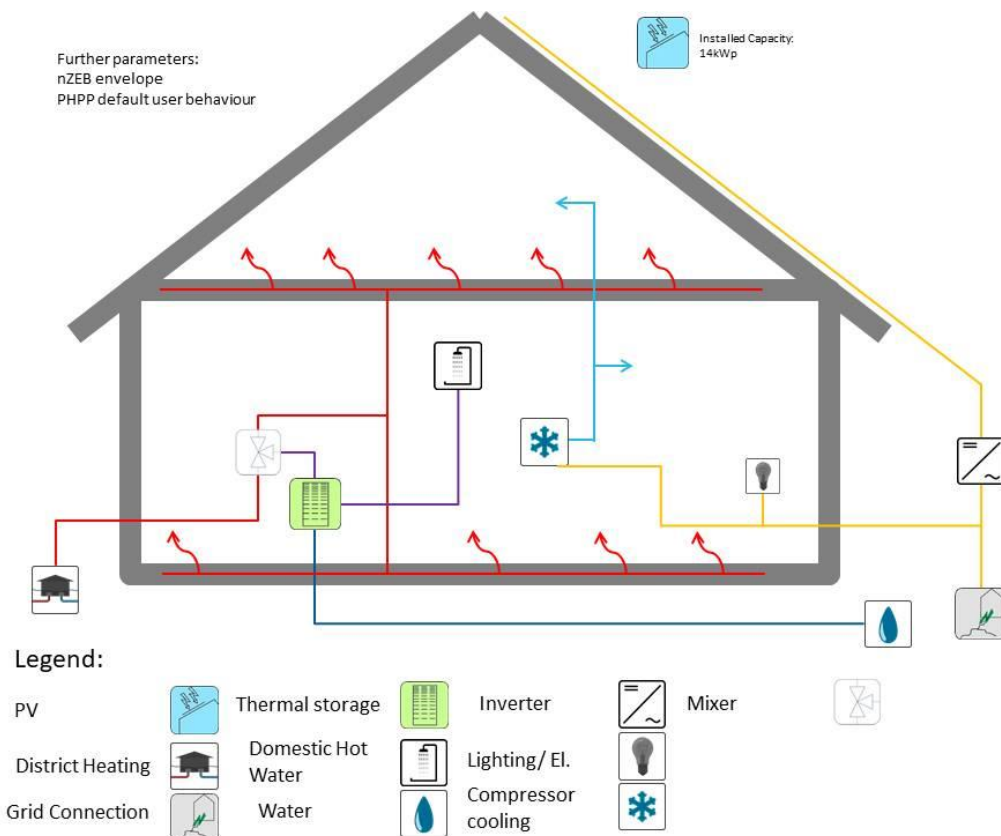 Further parameters:
nZEB envelope
PHPP default user behaviour
Installed Capacity:
14kWp
Legend:
PV
Thermal storage
Inverter
Mixer
District Heating
Domestic Hot
Water
Lighting/ El.
Grid Connection
Water
Compressor
cooling